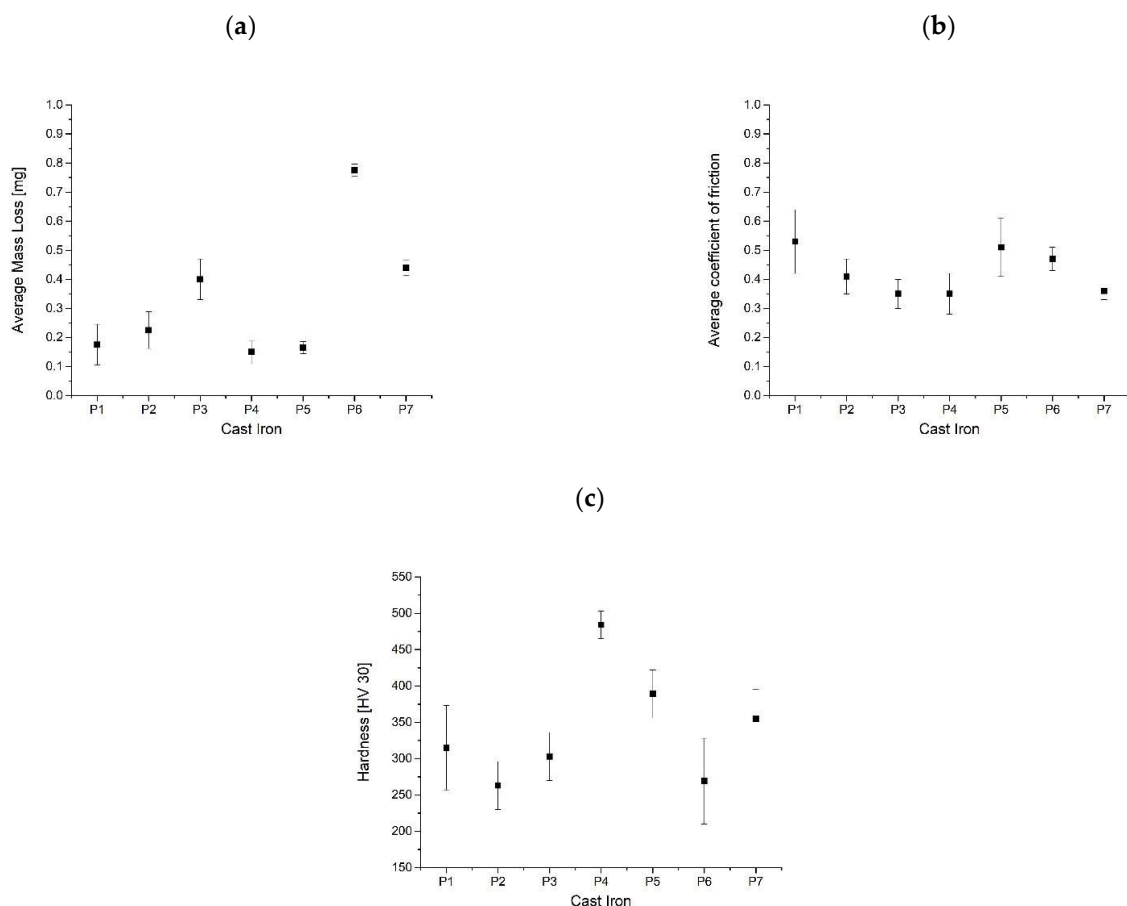 (a)
Average Mass Loss [mg]
1.0
0.9
0.8
0.7
0.6
0.5
0.4
0.3
0.2
0.1
0.0
P1 P2 P3 P4 P5 P6 P7
Cast Iron
(b)
Average coefficient of friction
1.0
0.9
0.8
0.7
0.6
0.5
0.4
0.3
0.2
0.1
0.0
P1 P2 P3 P4 P5 P6 P7
Cast Iron
(c)
Hardness [HV 30]
550
500
450
400
350
300
250
200
150
P1 P2 P3 P4 P5 P6 P7
Cast Iron